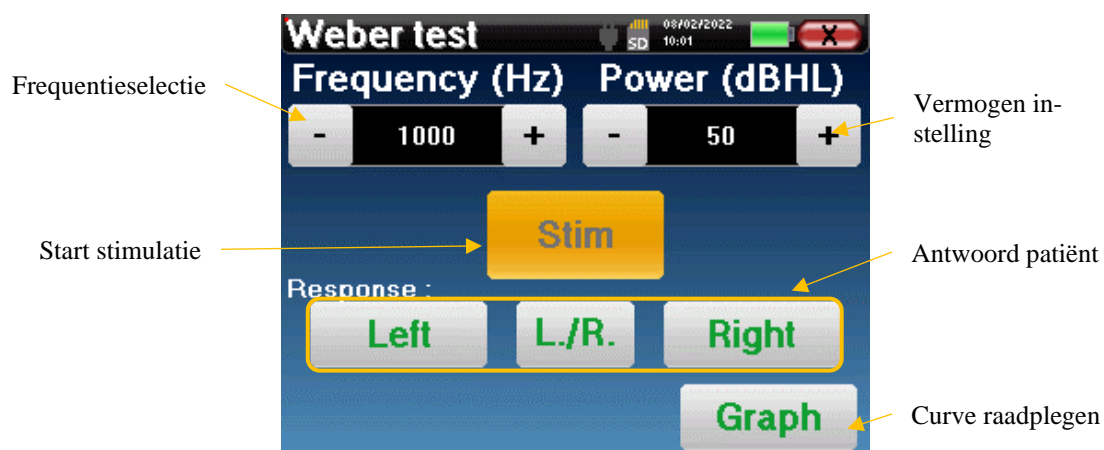 Weber test
SD
08/02/2022
10:01
X
Frequency (Hz)
Power (dBHL)
Frequentieselectie
- 1000 +
- 50 +
Vermogen in-
stelling
Stim
Start stimulatie
Antwoord patiënt
Response :
Left
L./R.
Right
Graph
Curve raadplegen